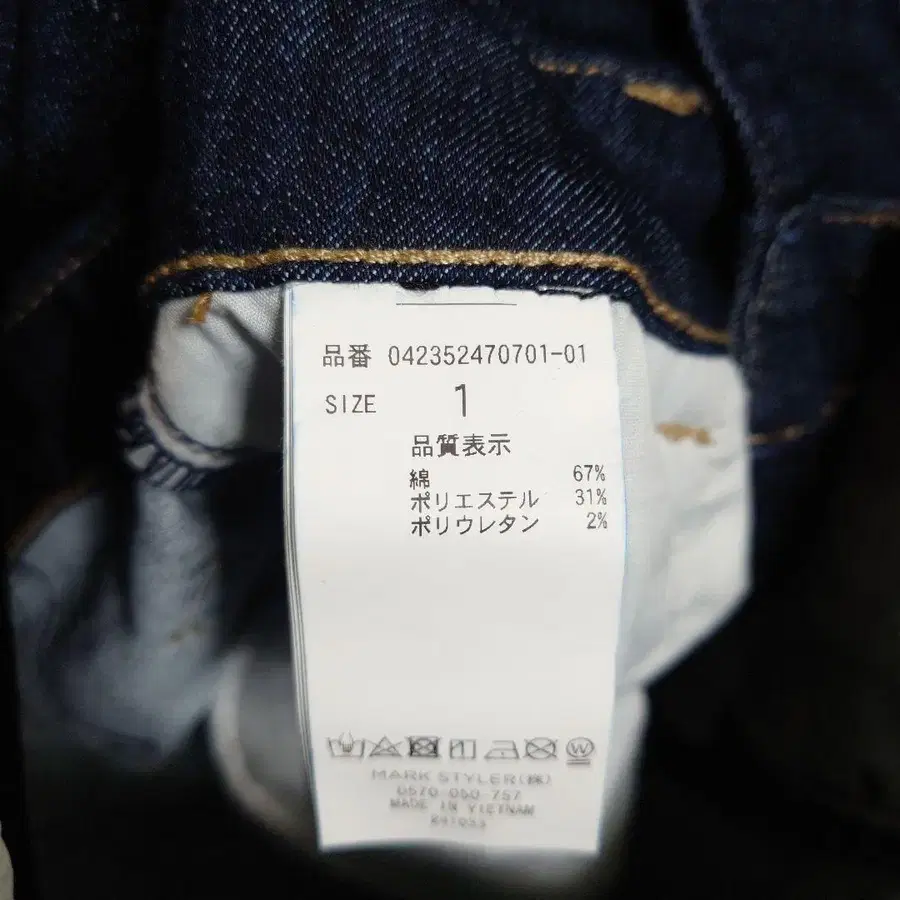 品番 042352470701-01
SIZE 1
品質表示
綿 67%
ポリエステル 31%
ポリウレタン 2%
W
MARK STYLER(株)
0570-050-757
MADE IN VIETNAM